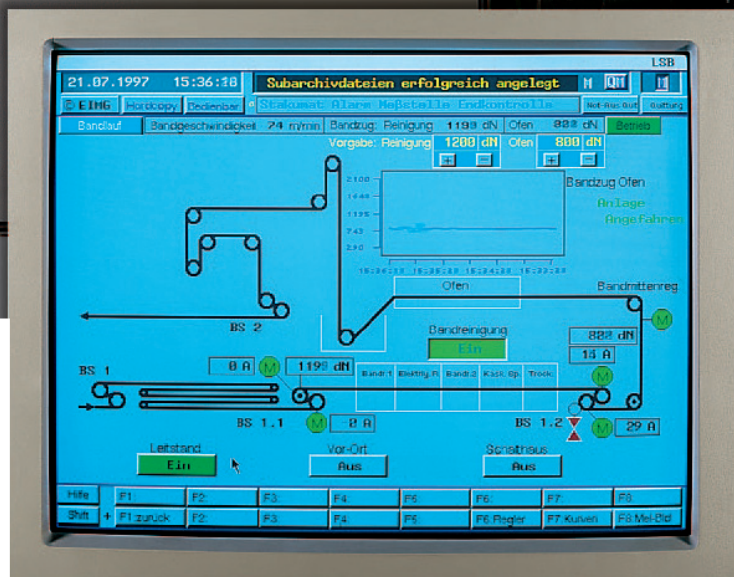 LSB
21.07.1997 15:36:18 Subarchivdateien erfolgreich angelegt M QM M
© EIMG Hardcopy Bedienbar Stakumat Alarm Meßstelle Endkontrolle Not-Aus Gut Quittung
Bandlauf Bandgeschwindigkei 74 m/min Bandzug: Reinigung 1199 dN Ofen 802 dN Betrieb
Vorgabe: Reinigung 1200 dN Ofen 800 dN
+ - + -
Bandzug Ofen
Anlage
Angefahren
2100
1195
743
290
Ofen
Bandmittenreg.
M
BS 2
Bandreinigung
Ein
802 dN
BS 1
0 A M 1199 dN
Bandr.1 Elektrly.R Bandr.2 Kask.Sp. Trock.
M
BS 1.1 M -0 A
BS 1.2 M 29 A
Leitstand Vor-Ort Schalthaus
Ein Aus Aus
Hilfe F1: F2: F3: F4: F5: F6: F7: F8:
Shift + F1:zurück F2: F3: F4: F5: F6:Regler F7:Kurven F8:Mel-Bld